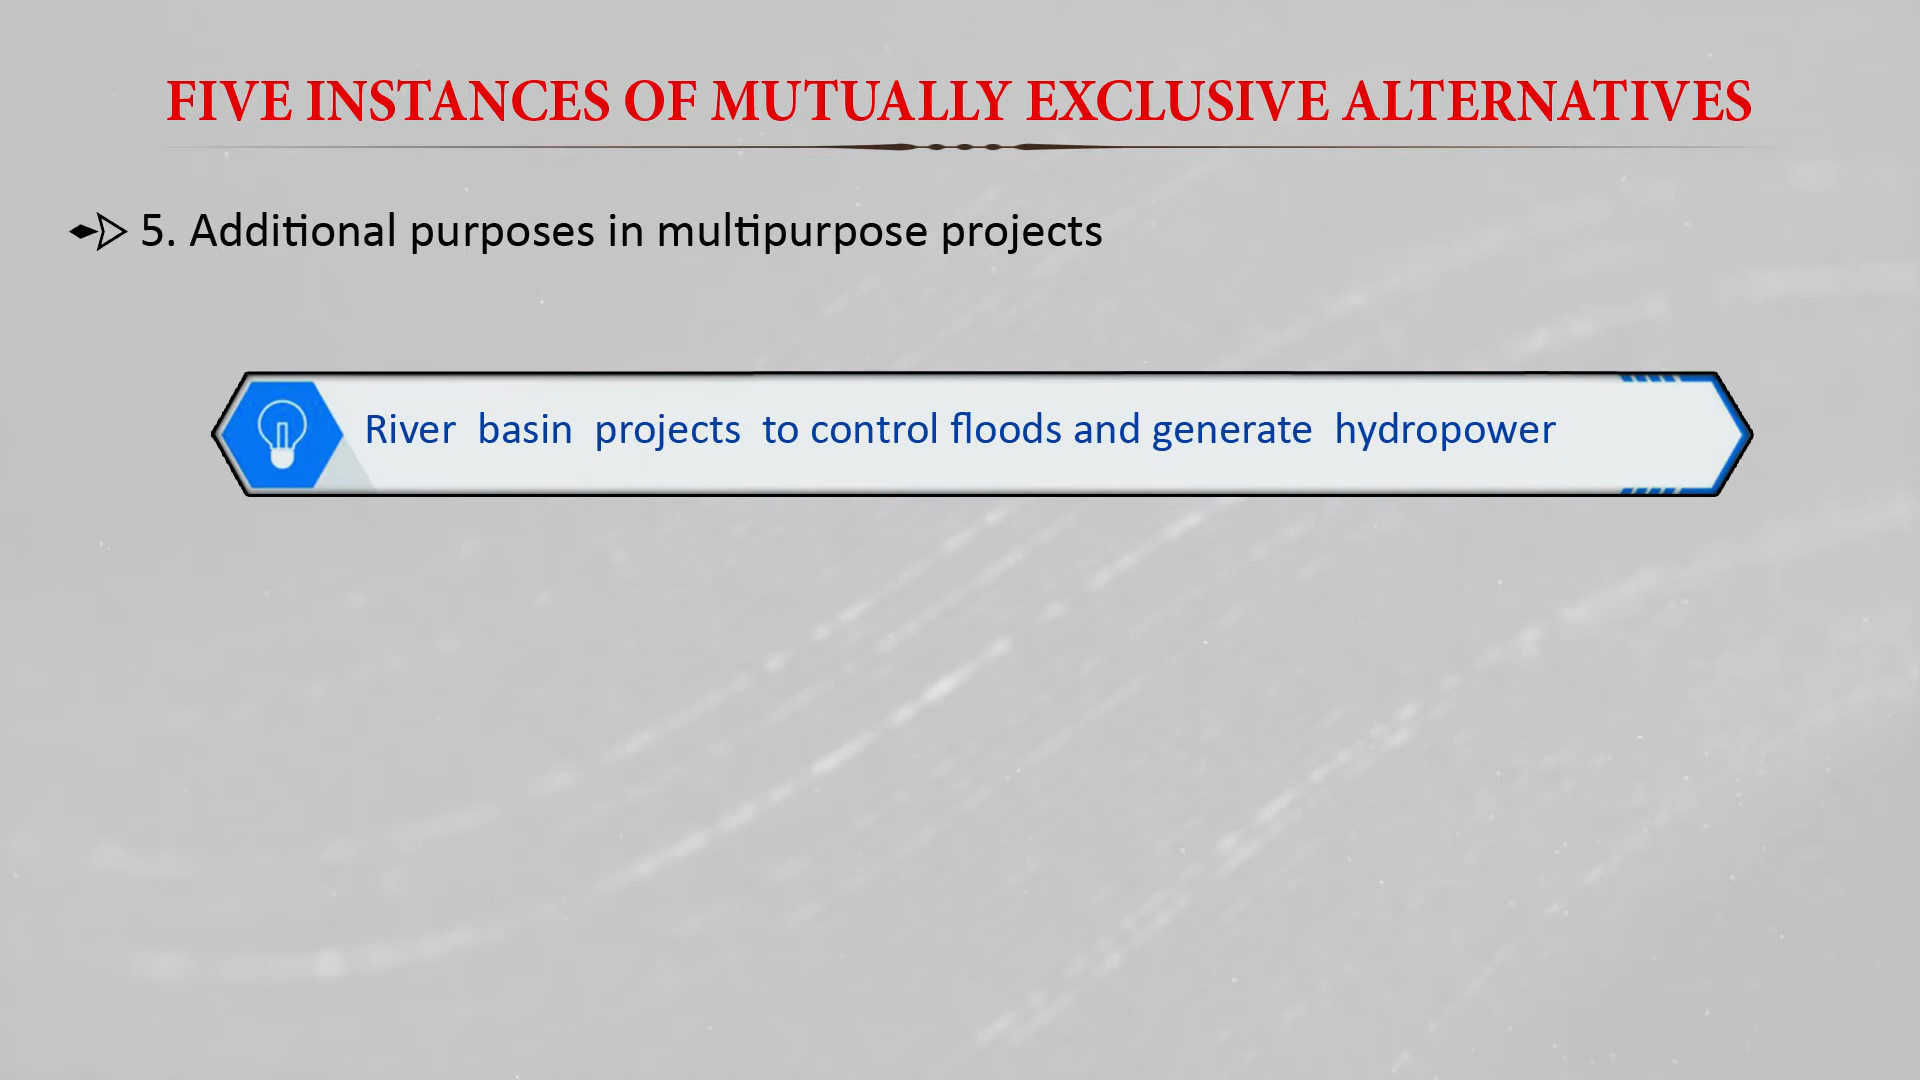 FIVE INSTANCES OF MUTUALLY EXCLUSIVE ALTERNATIVES
5. Additional purposes in multipurpose projects
River basin projects to control floods and generate hydropower